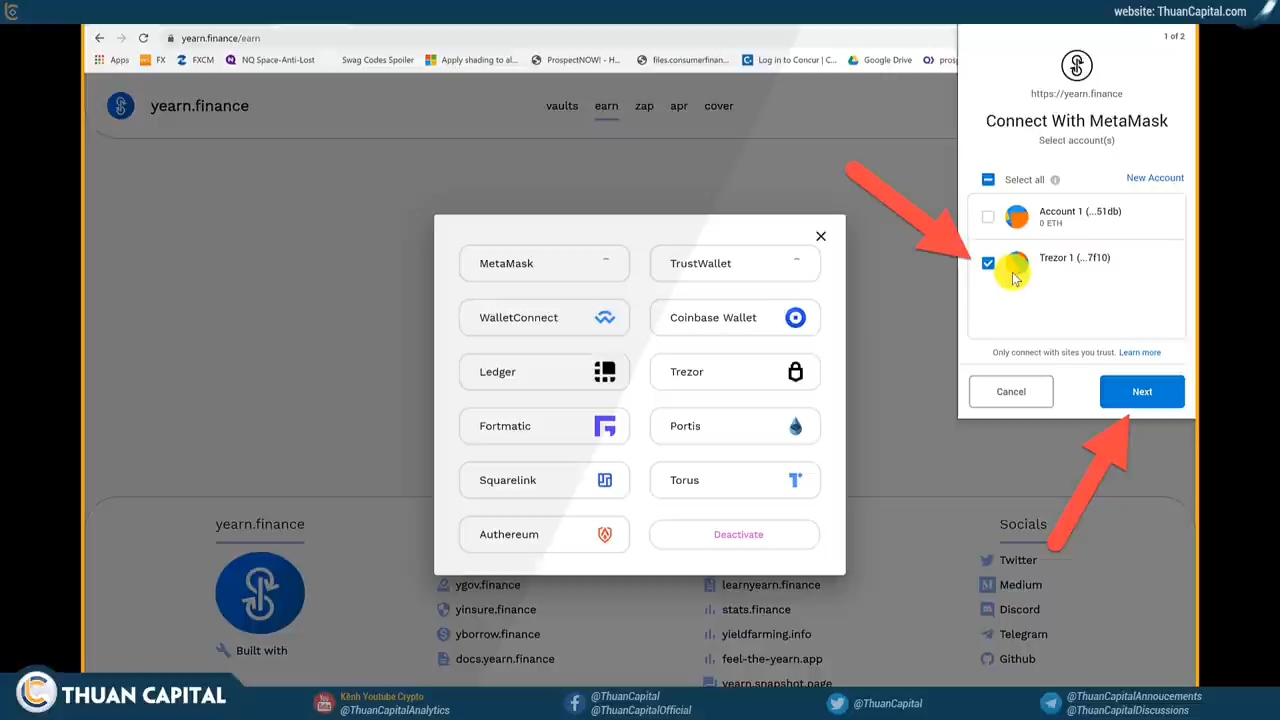 website: ThuanCapital.com
yearn.finance/earn
Apps
FX
FXCM
NQ Space-Anti-Lost
Swag Codes Spoiler
Apply shading to al...
ProspectNOW! - H...
files.consumerfinan...
Log in to Concur | C...
Google Drive
yearn.finance
vaults
earn
zap
apr
cover
1 of 2
https://yearn.finance
Connect With MetaMask
Select account(s)
Select all
New Account
Account 1 (...51db)
0 ETH
Trezor 1 (...7f10)
Only connect with sites you trust. Learn more
Cancel
Next
MetaMask
TrustWallet
WalletConnect
Coinbase Wallet
Ledger
Trezor
Fortmatic
Portis
Squarelink
Torus
Authereum
Deactivate
yearn.finance
Built with
ygov.finance
yinsure.finance
yborrow.finance
docs.yearn.finance
learnyearn.finance
stats.finance
yieldfarming.info
feel-the-yearn.app
yearn.snapshot.page
Socials
Twitter
Medium
Discord
Telegram
Github
THUAN CAPITAL
Kênh Youtube Crypto
@ThuanCapitalAnalytics
@ThuanCapital
@ThuanCapitalOfficial
@ThuanCapital
@ThuanCapitalAnnoucements
@ThuanCapitalDiscussions